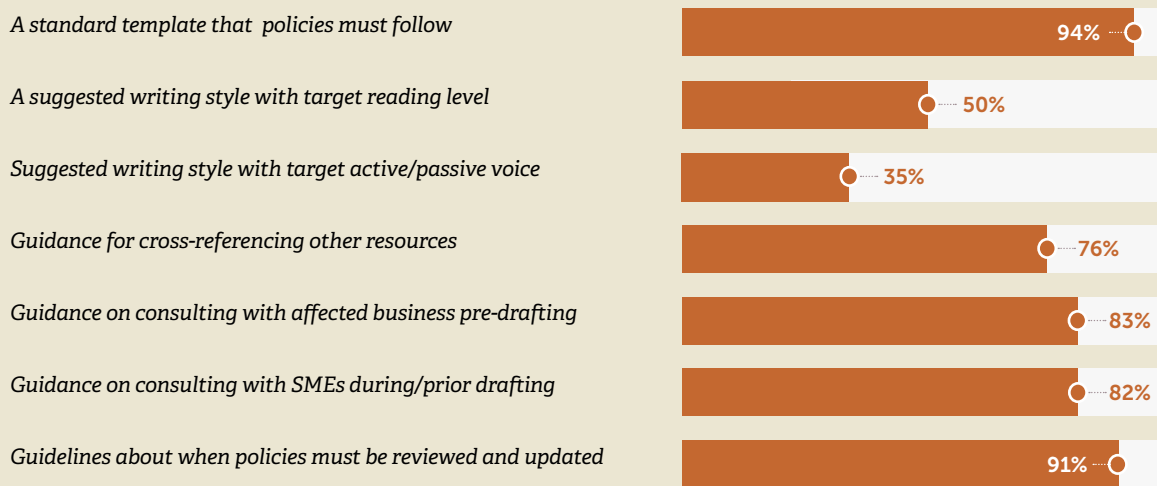 A standard template that policies must follow 94%
A suggested writing style with target reading level 50%
Suggested writing style with target active/passive voice 35%
Guidance for cross-referencing other resources 76%
Guidance on consulting with affected business pre-drafting 83%
Guidance on consulting with SMEs during/prior drafting 82%
Guidelines about when policies must be reviewed and updated 91%